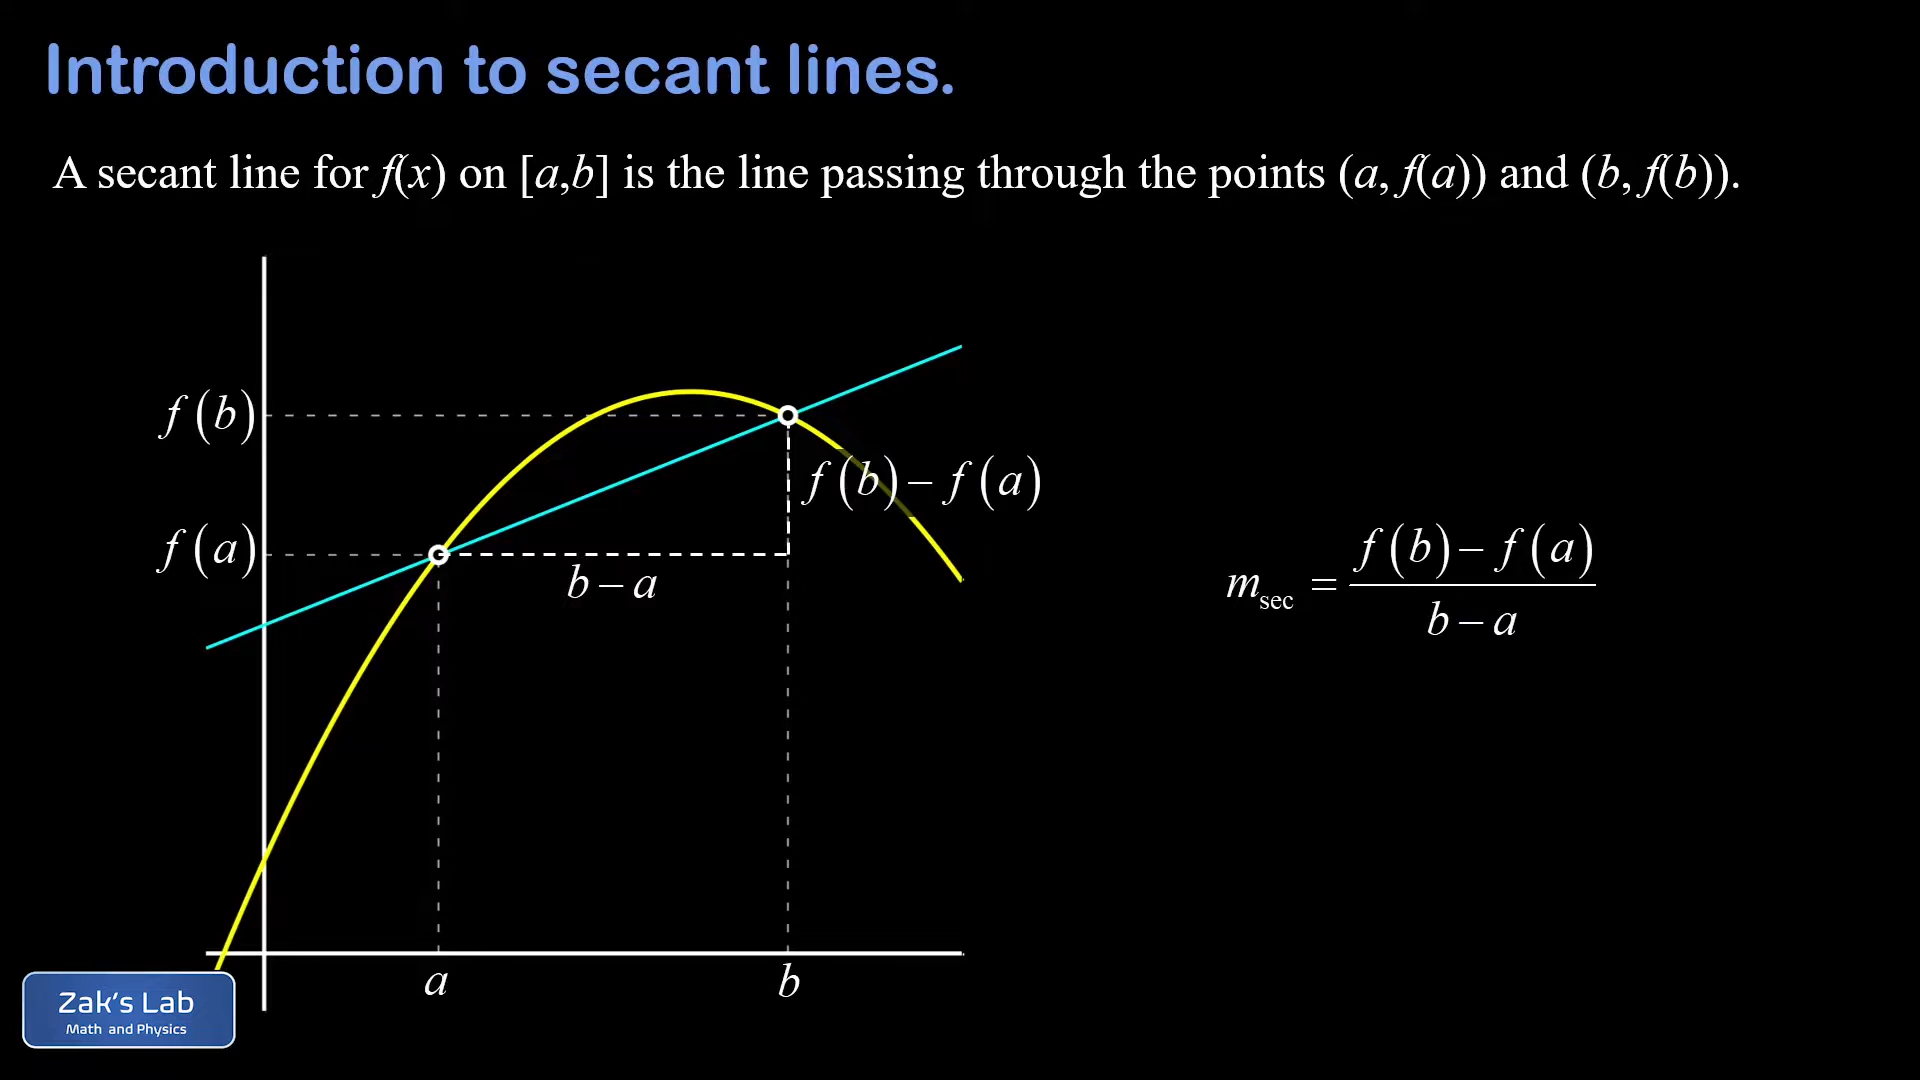 Introduction to secant lines.
A secant line for f(x) on [a,b] is the line passing through the points (a, f(a)) and (b, f(b)).
f(b)
f(b) – f(a)
f(a)
b – a
m_sec = (f(b) – f(a)) / (b – a)
a
b
Zak's Lab
Math and Physics